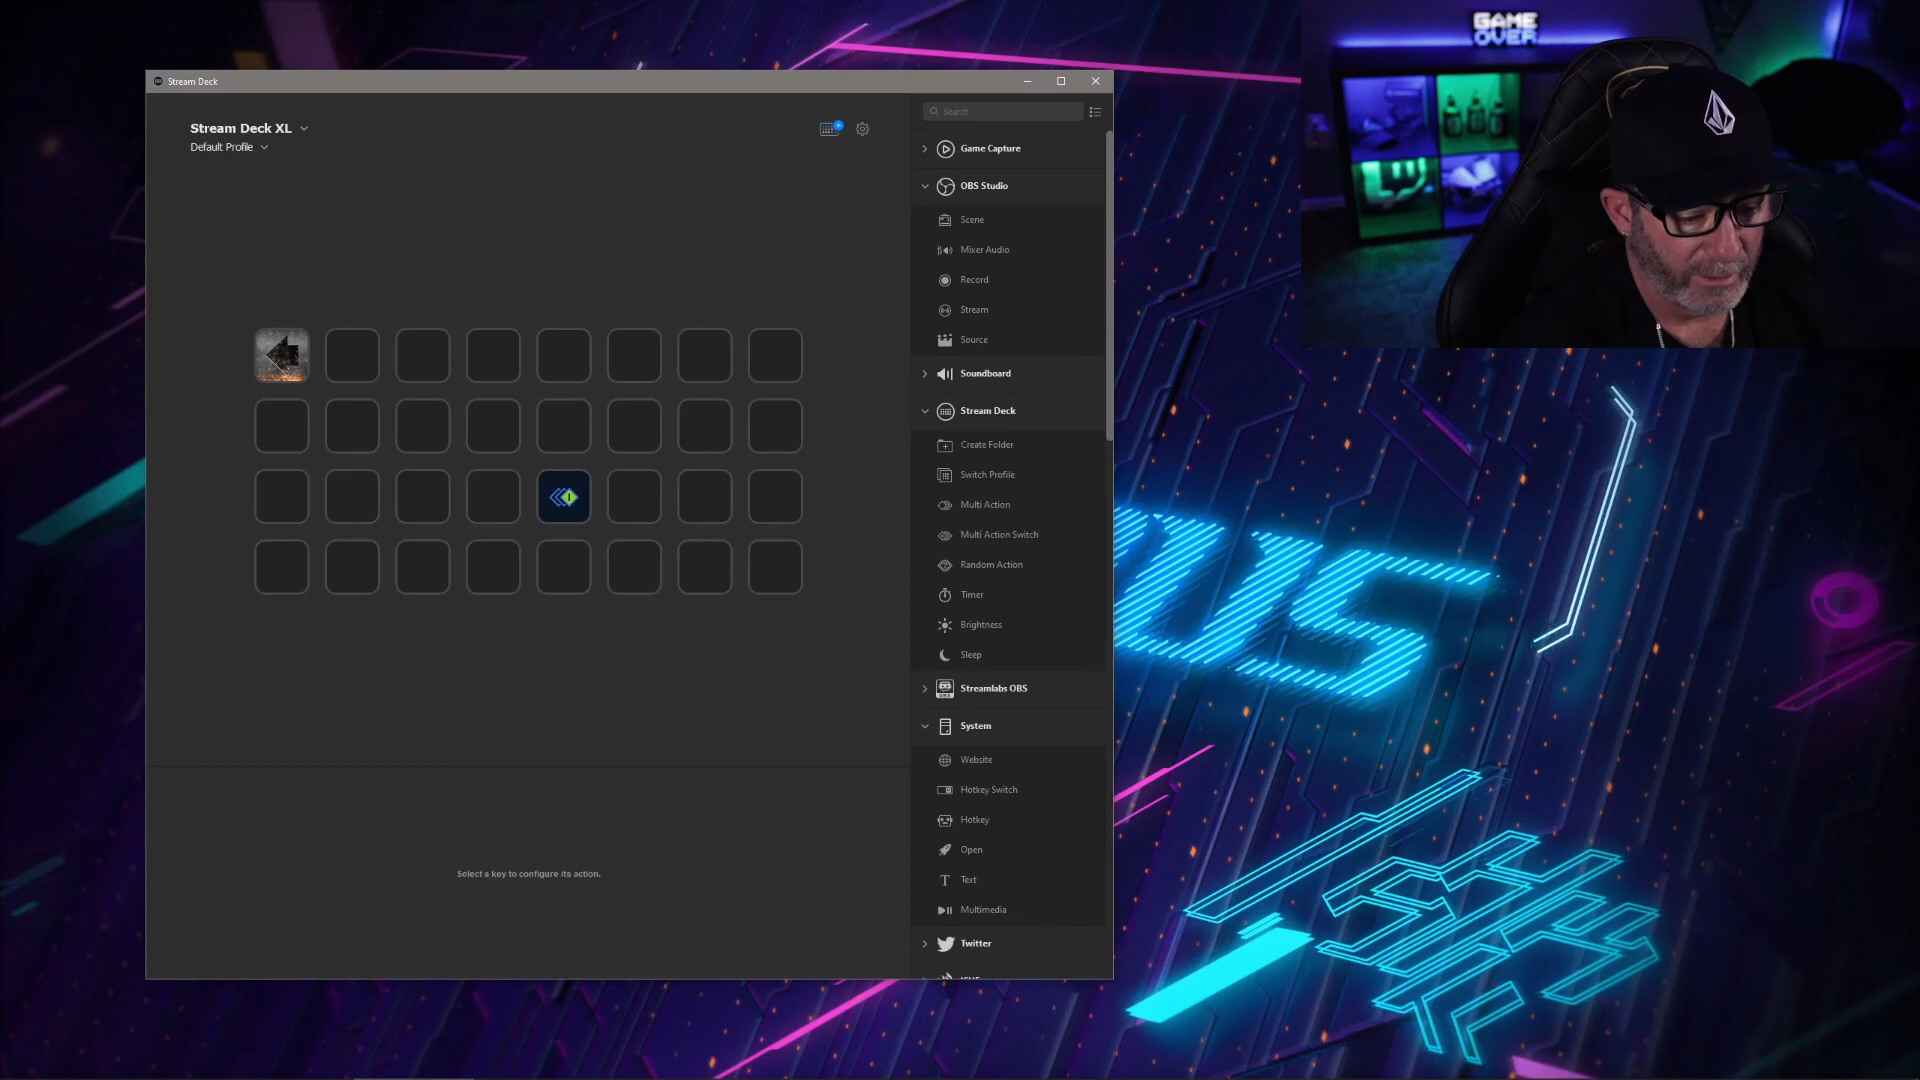 GAME
OVER
Stream Deck
Stream Deck XL
Default Profile
Search
Game Capture
OBS Studio
Scene
Mixer Audio
Record
Stream
Source
Soundboard
Stream Deck
Create Folder
Switch Profile
Multi Action
Multi Action Switch
Random Action
Timer
Brightness
Sleep
Streamlabs OBS
System
Website
Hotkey Switch
Hotkey
Open
Text
Multimedia
Twitter
Select a key to configure its action.
US